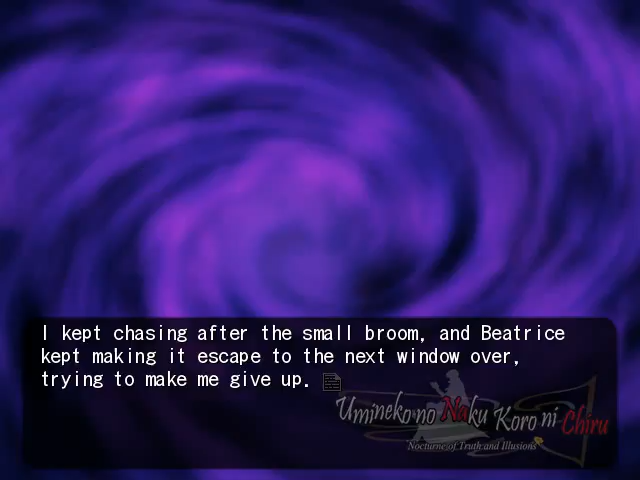 I kept chasing after the small broom, and Beatrice
kept making it escape to the next window over,
trying to make me give up.
Umineko no Naku Koro ni Chiru
Nocturne of Truth and Illusions